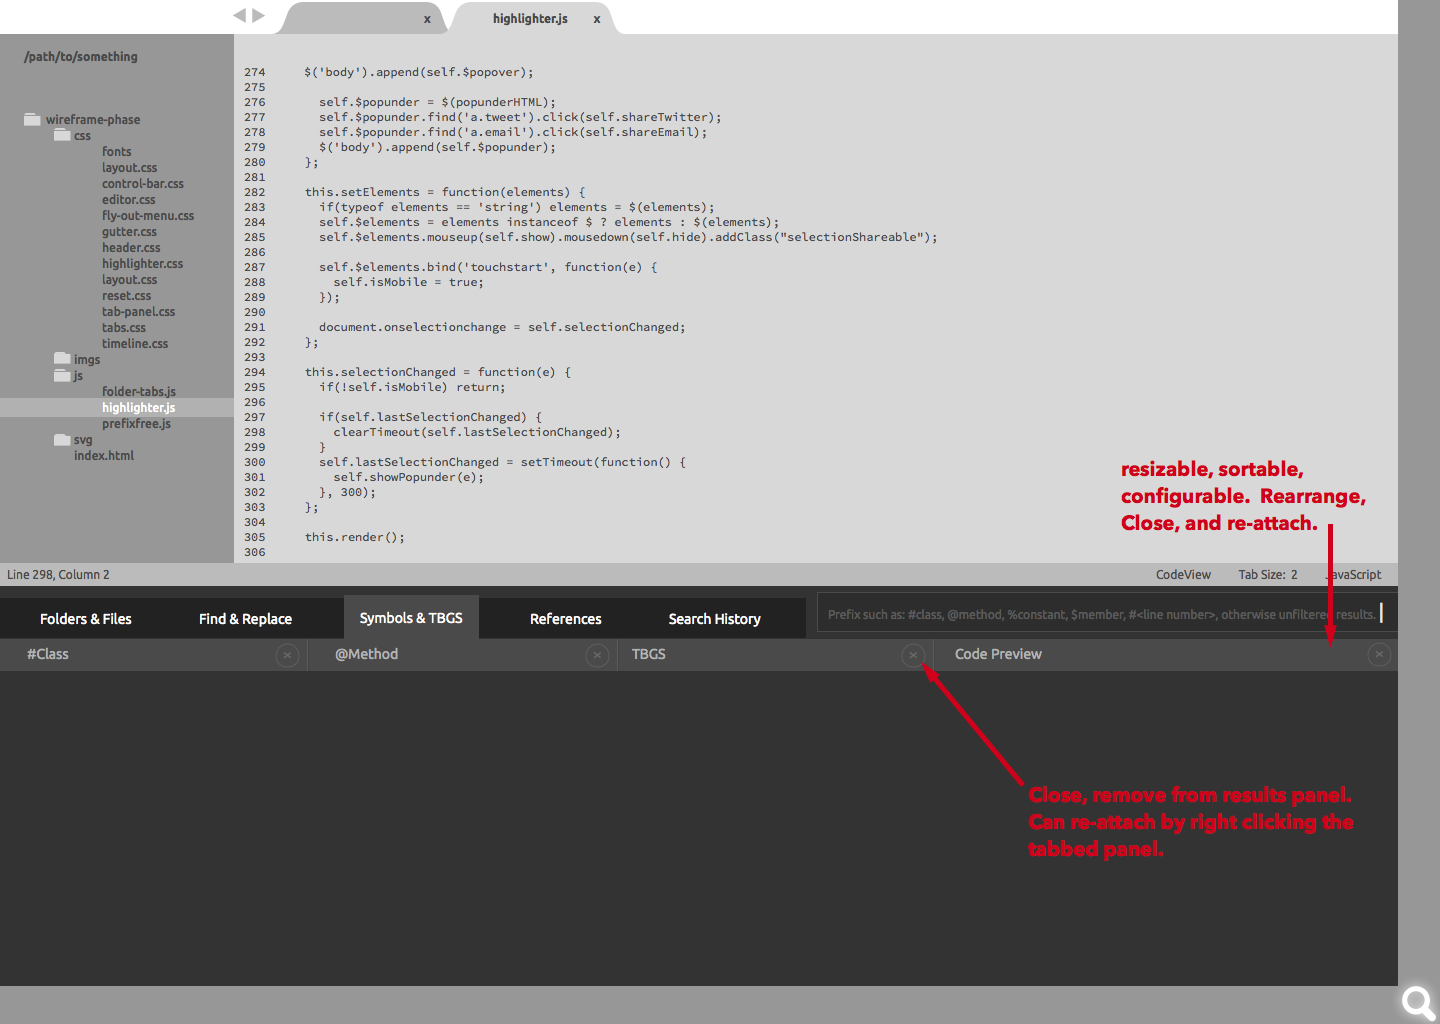 x
highlighter.js x
/path/to/something
wireframe-phase
css
fonts
layout.css
control-bar.css
editor.css
fly-out-menu.css
gutter.css
header.css
highlighter.css
layout.css
reset.css
tab-panel.css
tabs.css
timeline.css
imgs
js
folder-tabs.js
highlighter.js
prefixfree.js
svg
index.html
274 $('body').append(self.$popover);
275
276 self.$popunder = $(popunderHTML);
277 self.$popunder.find('a.tweet').click(self.shareTwitter);
278 self.$popunder.find('a.email').click(self.shareEmail);
279 $('body').append(self.$popunder);
280 };
281
282 this.setElements = function(elements) {
283 if(typeof elements == 'string') elements = $(elements);
284 self.$elements = elements instanceof $ ? elements : $(elements);
285 self.$elements.mouseup(self.show).mousedown(self.hide).addClass("selectionShareable");
286
287 self.$elements.bind('touchstart', function(e) {
288 self.isMobile = true;
289 });
290
291 document.onselectionchange = self.selectionChanged;
292 };
293
294 this.selectionChanged = function(e) {
295 if(!self.isMobile) return;
296
297 if(self.lastSelectionChanged) {
298 clearTimeout(self.lastSelectionChanged);
299 }
300 self.lastSelectionChanged = setTimeout(function() {
301 self.showPopunder(e);
302 }, 300);
303 };
304
305 this.render();
306
resizable, sortable,
configurable. Rearrange,
Close, and re-attach.
Line 298, Column 2 CodeView Tab Size: 2 JavaScript
Folders & Files Find & Replace Symbols & TBGS References Search History
Prefix such as: #class, @method, %constant, $member, #<line number>, otherwise unfiltered results.
#Class × @Method × TBGS × Code Preview ×
Close, remove from results panel.
Can re-attach by right clicking the
tabbed panel.